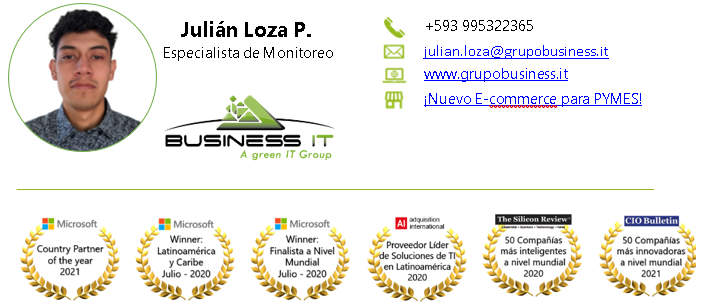 Julián Loza P.
Especialista de Monitoreo
+593 995322365
julian.loza@grupobusiness.it
www.grupobusiness.it
¡Nuevo E-commerce para PYMES!
BUSINESS IT
A green IT Group
Microsoft
Country Partner
of the year
2021
Microsoft
Winner:
Latinoamérica
y Caribe
Julio - 2020
Microsoft
Winner:
Finalista a Nivel
Mundial
Julio - 2020
AI adquisition
international
Proveedor Líder
de Soluciones de TI
en Latinoamérica
2020
The Silicon Review
50 Compañías
más inteligentes
a nivel mundial
2020
CIO Bulletin
50 Compañías
más innovadoras
a nivel mundial
2021